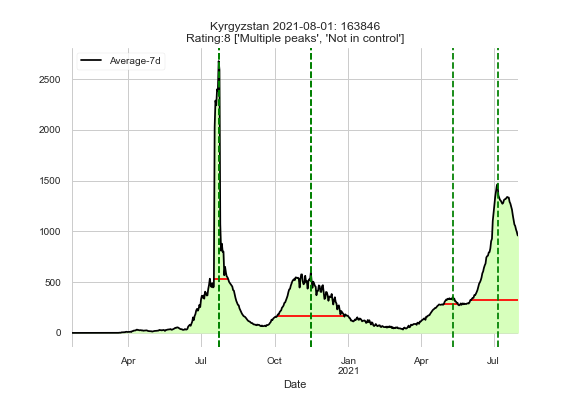 Kyrgyzstan 2021-08-01: 163846
Rating:8 ['Multiple peaks', 'Not in control']
Average-7d
2500
2000
1500
1000
500
0
Apr Jul Oct Jan Apr Jul
2021
Date